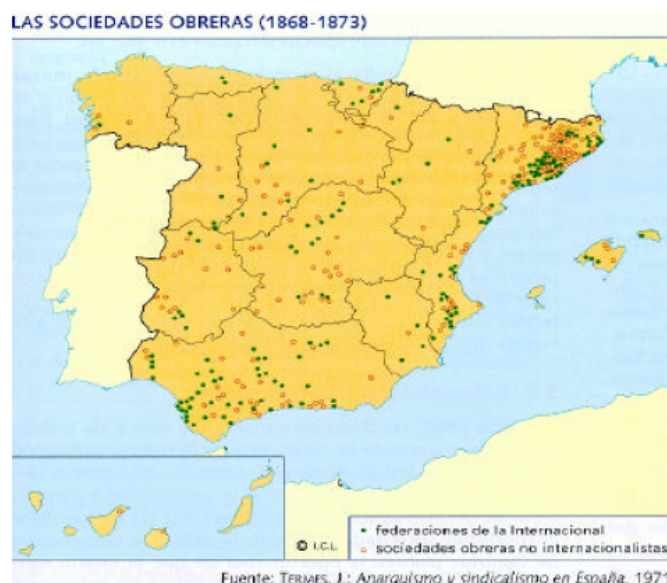 LAS SOCIEDADES OBRERAS (1868-1873)
© I.C.L.
federaciones de la Internacional
sociedades obreras no internacionalistas
Fuente: TERMES, J.: Anarquismo y sindicalismo en España, 1971